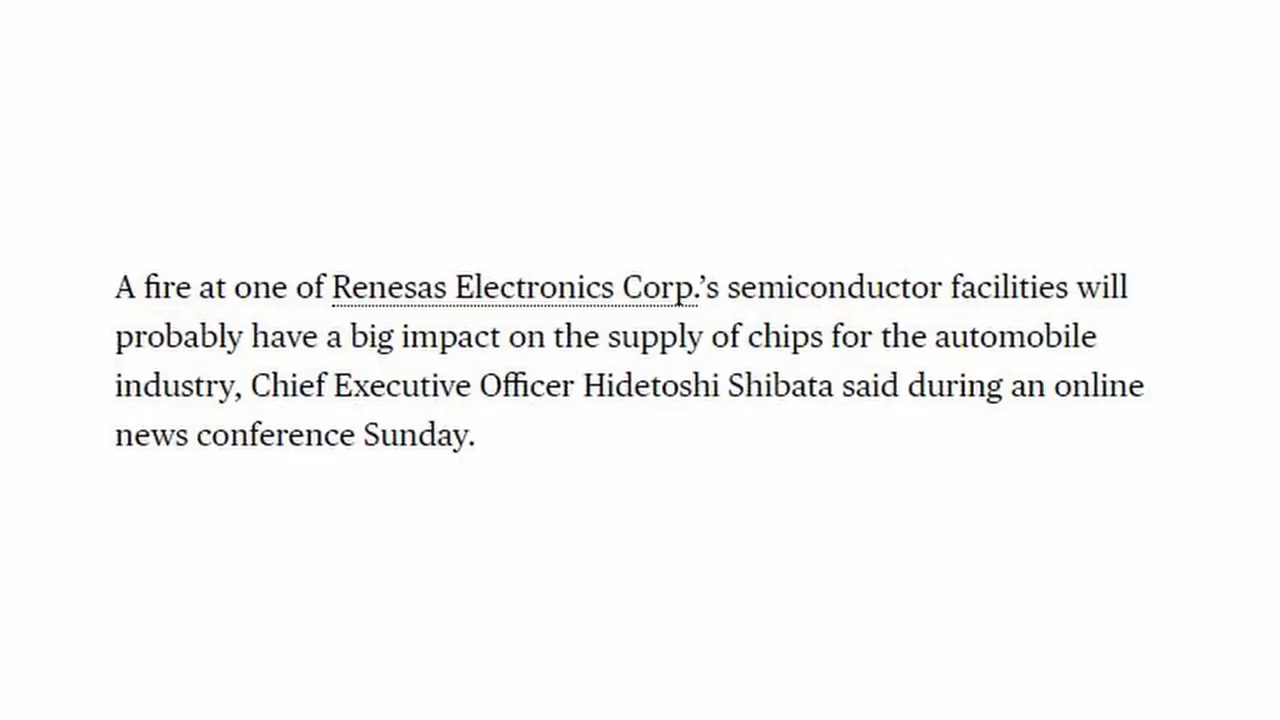 A fire at one of Renesas Electronics Corp.’s semiconductor facilities will
probably have a big impact on the supply of chips for the automobile
industry, Chief Executive Officer Hidetoshi Shibata said during an online
news conference Sunday.